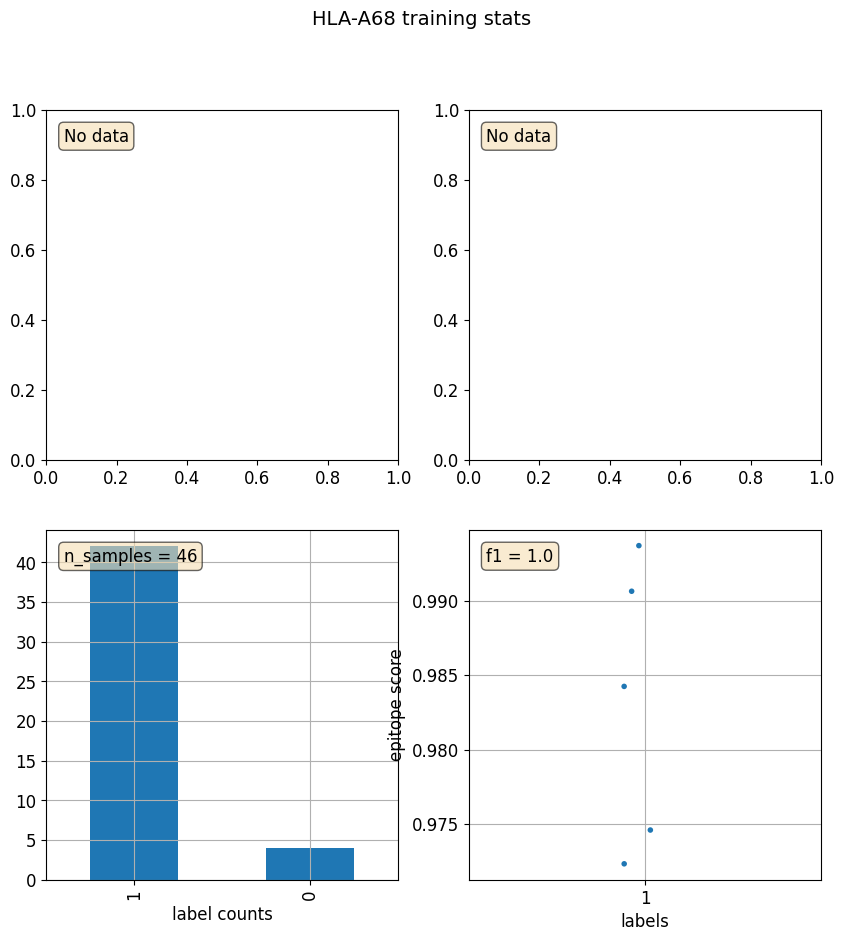 HLA-A68 training stats
1.0
0.8
0.6
0.4
0.2
0.0
No data
0.0 0.2 0.4 0.6 0.8 1.0
1.0
0.8
0.6
0.4
0.2
0.0
No data
0.0 0.2 0.4 0.6 0.8 1.0
40
35
30
25
20
15
10
5
0
n_samples = 46
1 0
label counts
epitope score
0.990
0.985
0.980
0.975
f1 = 1.0
1
labels